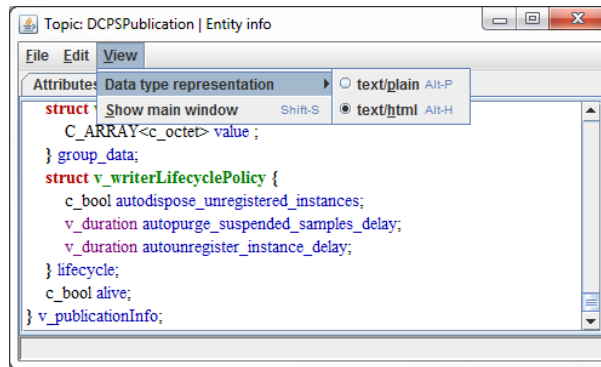 Topic: DCPSPublication | Entity info
File Edit View
Attributes
Data type representation
text/plain Alt-P
Show main window Shift-S
text/html Alt-H
struct
C_ARRAY<c_octet> value ;
} group_data;
struct v_writerLifecyclePolicy {
c_bool autodispose_unregistered_instances;
v_duration autopurge_suspended_samples_delay;
v_duration autounregister_instance_delay;
} lifecycle;
c_bool alive;
} v_publicationInfo;